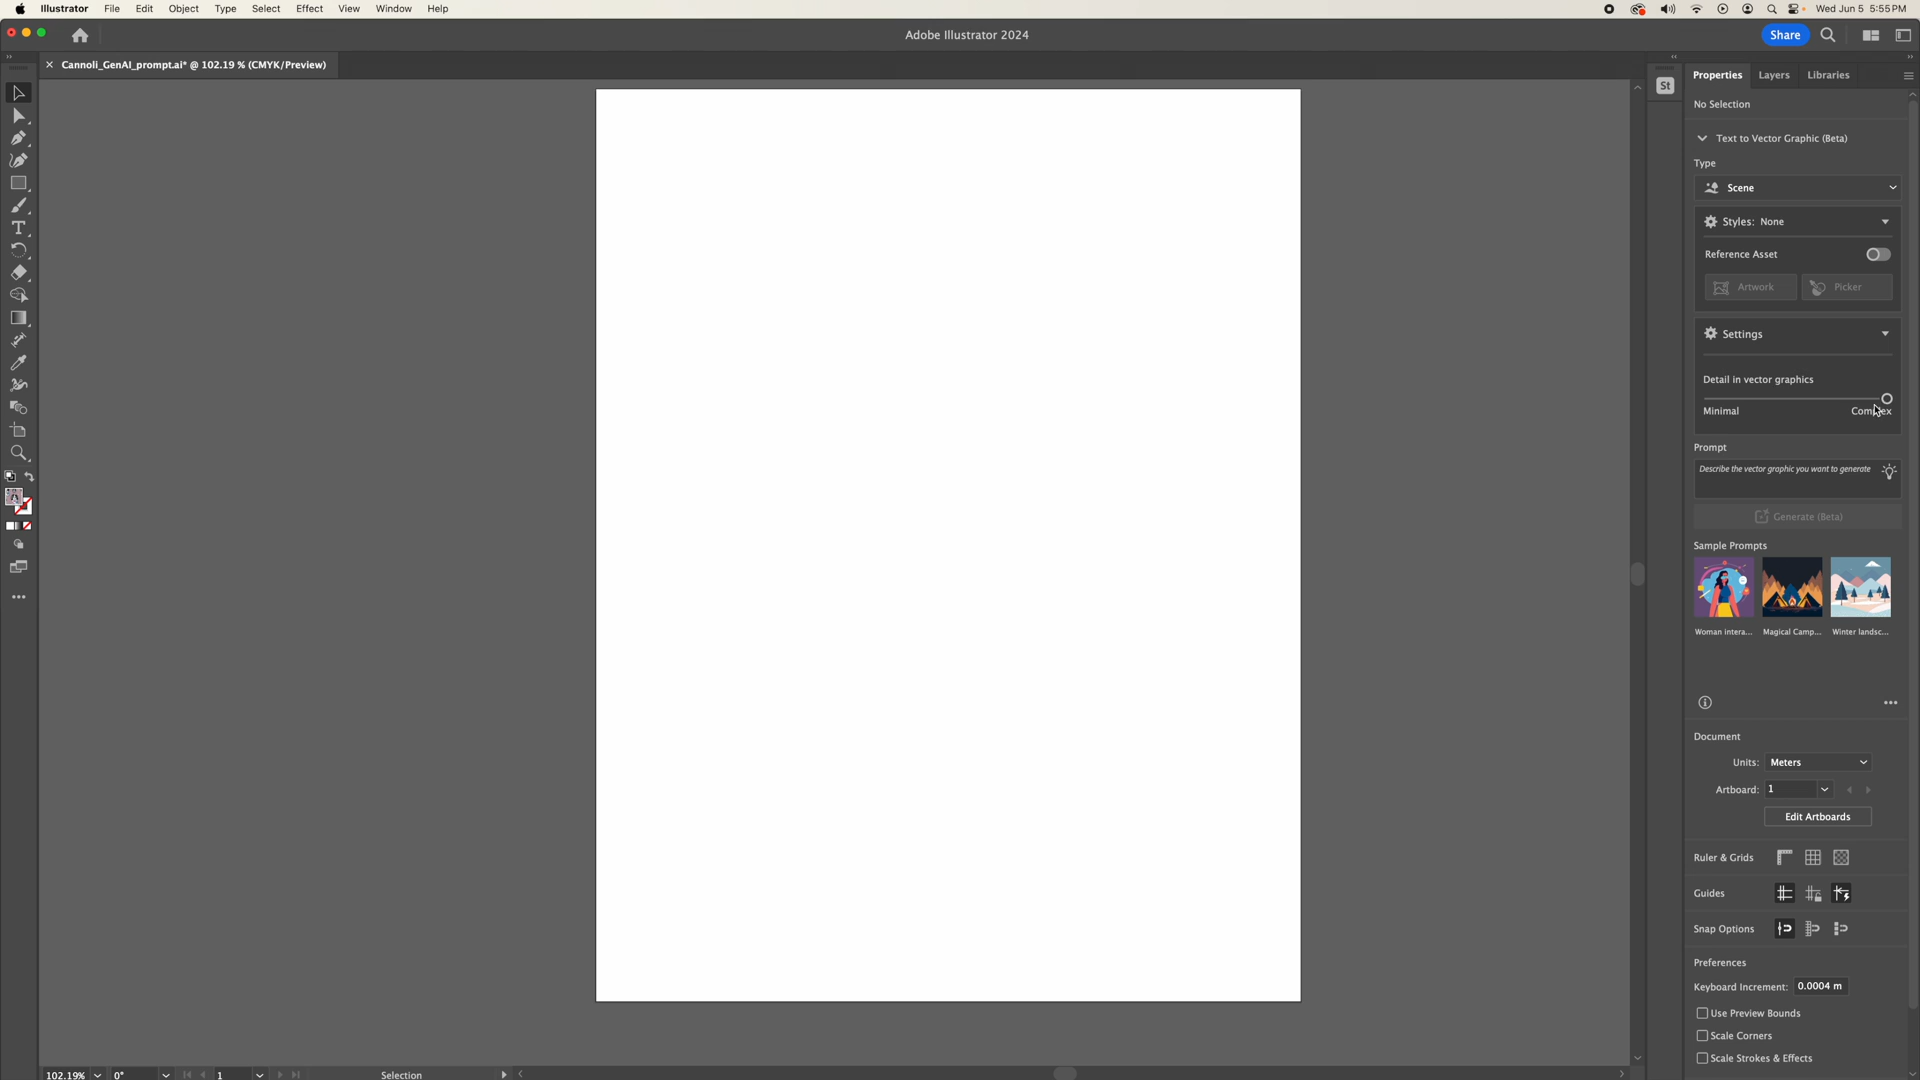 Illustrator File Edit Object Type Select Effect View Window Help
Wed Jun 5 5:55PM
Adobe Illustrator 2024
Share
Cannoli_GenAI_prompt.ai* @ 102.19 % (CMYK/Preview)
St
Properties Layers Libraries
No Selection
Text to Vector Graphic (Beta)
Type
Scene
Styles: None
Reference Asset
Artwork
Picker
Settings
Detail in vector graphics
Minimal
Complex
Prompt
Describe the vector graphic you want to generate
Generate (Beta)
Sample Prompts
Woman intera... Magical Camp... Winter landsc...
Document
Units: Meters
Artboard: 1
Edit Artboards
Ruler & Grids
Guides
Snap Options
Preferences
Keyboard Increment: 0.0004 m
Use Preview Bounds
Scale Corners
Scale Strokes & Effects
102.19% 0° 1 Selection